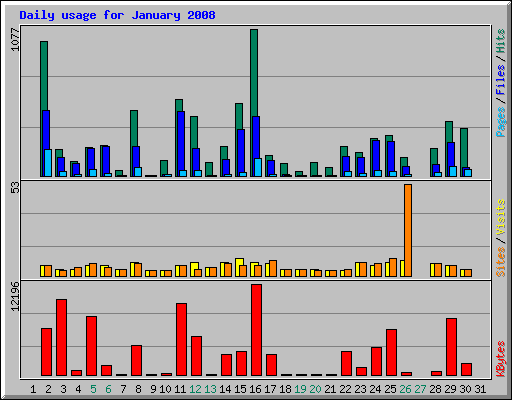 Daily usage for January 2008
1077
Pages / Files / Hits
53
Sites / Visits
12196
KBytes
1 2 3 4 5 6 7 8 9 10 11 12 13 14 15 16 17 18 19 20 21 22 23 24 25 26 27 28 29 30 31